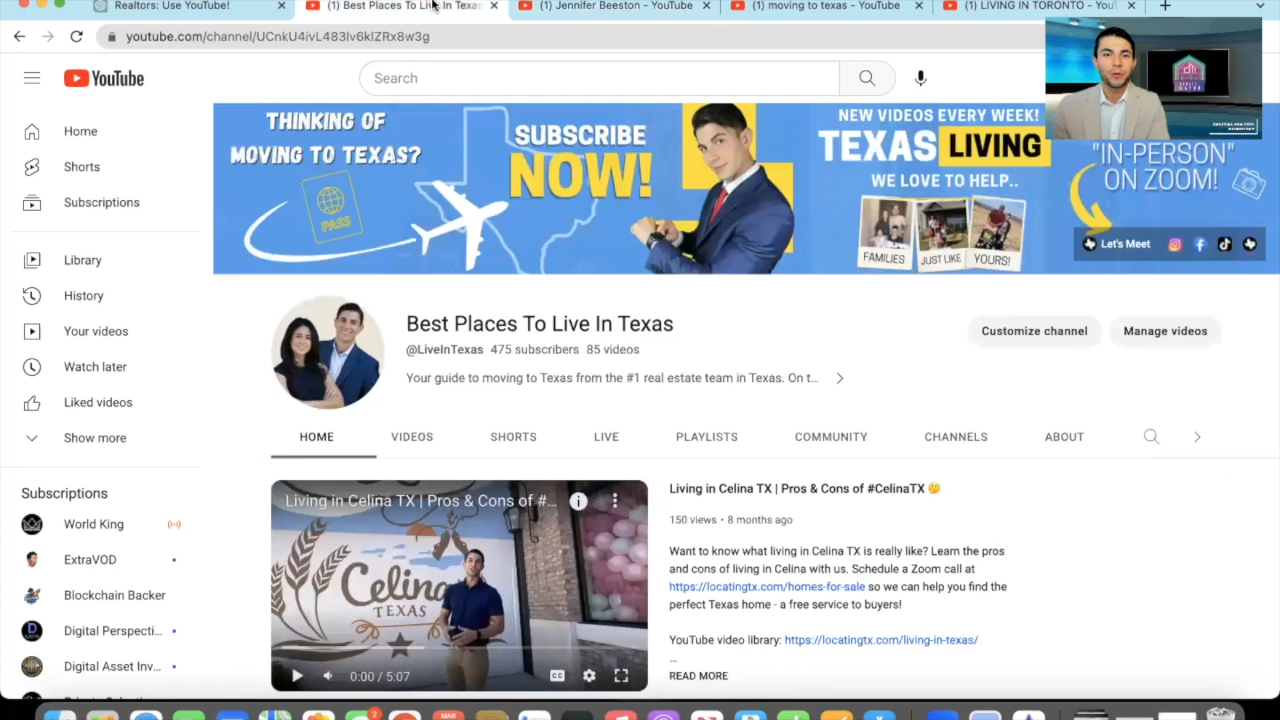 Realtors: Use YouTube!
(1) Best Places To Live In Texas
(1) Jennifer Beeston - YouTube
(1) moving to texas - YouTube
(1) LIVING IN TORONTO - YouT
youtube.com/channel/UCnkU4ivL483lv6klZRx8w3g
YouTube
Search
Home
Shorts
Subscriptions
Library
History
Your videos
Watch later
Liked videos
Show more
Subscriptions
World King
ExtraVOD
Blockchain Backer
Digital Perspecti...
Digital Asset Inv...
THINKING OF
MOVING TO TEXAS?
PASS
SUBSCRIBE
NOW!
NEW VIDEOS EVERY WEEK!
TEXAS LIVING
WE LOVE TO HELP..
FAMILIES
JUST LIKE
YOURS!
"IN-PERSON"
ON ZOOM!
Let's Meet
Best Places To Live In Texas
@LiveInTexas 475 subscribers 85 videos
Your guide to moving to Texas from the #1 real estate team in Texas. On t...
Customize channel
Manage videos
HOME
VIDEOS
SHORTS
LIVE
PLAYLISTS
COMMUNITY
CHANNELS
ABOUT
Living in Celina TX | Pros & Cons of #...
Celina
TEXAS
0:00 / 5:07
Living in Celina TX | Pros & Cons of #CelinaTX 🤔
150 views • 8 months ago
Want to know what living in Celina TX is really like? Learn the pros
and cons of living in Celina with us. Schedule a Zoom call at
https://locatingtx.com/homes-for-sale so we can help you find the
perfect Texas home - a free service to buyers!
YouTube video library: https://locatingtx.com/living-in-texas/
...
READ MORE
2
MAR